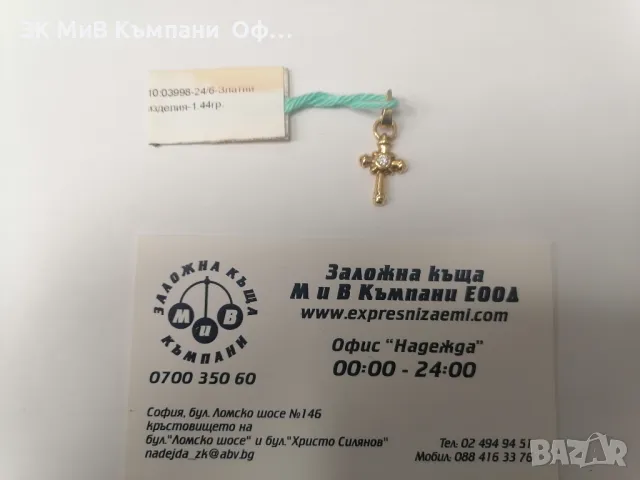 ЗК МиВ Къмпани Оф...
10:03998-24/6-Златни
изделия-1.44гр.
ЗАЛОЖНА КЪЩА
М и В
КЪМПАНИ
0700 350 60
Заложна къща
М и В Къмпани ЕООД
www.expresnizaemi.com
Офис "Надежда"
00:00 - 24:00
София, бул. Ломско шосе №146
кръстовището на
бул."Ломско шосе" и бул."Христо Силянов"
nadejda_zk@abv.bg
Тел: 02 494 94 51
Мобил: 088 416 33 76
BAZAR